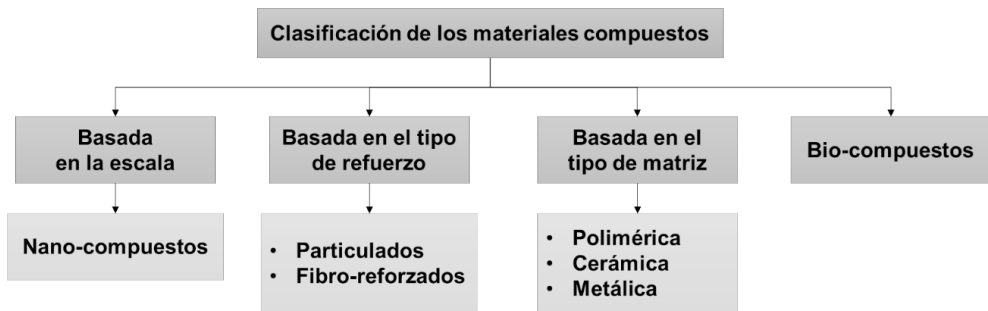 Clasificación de los materiales compuestos
Basada
en la escala
Basada en el tipo
de refuerzo
Basada en el
tipo de matriz
Bio-compuestos
Nano-compuestos
• Particulados
• Fibro-reforzados
• Polimérica
• Cerámica
• Metálica